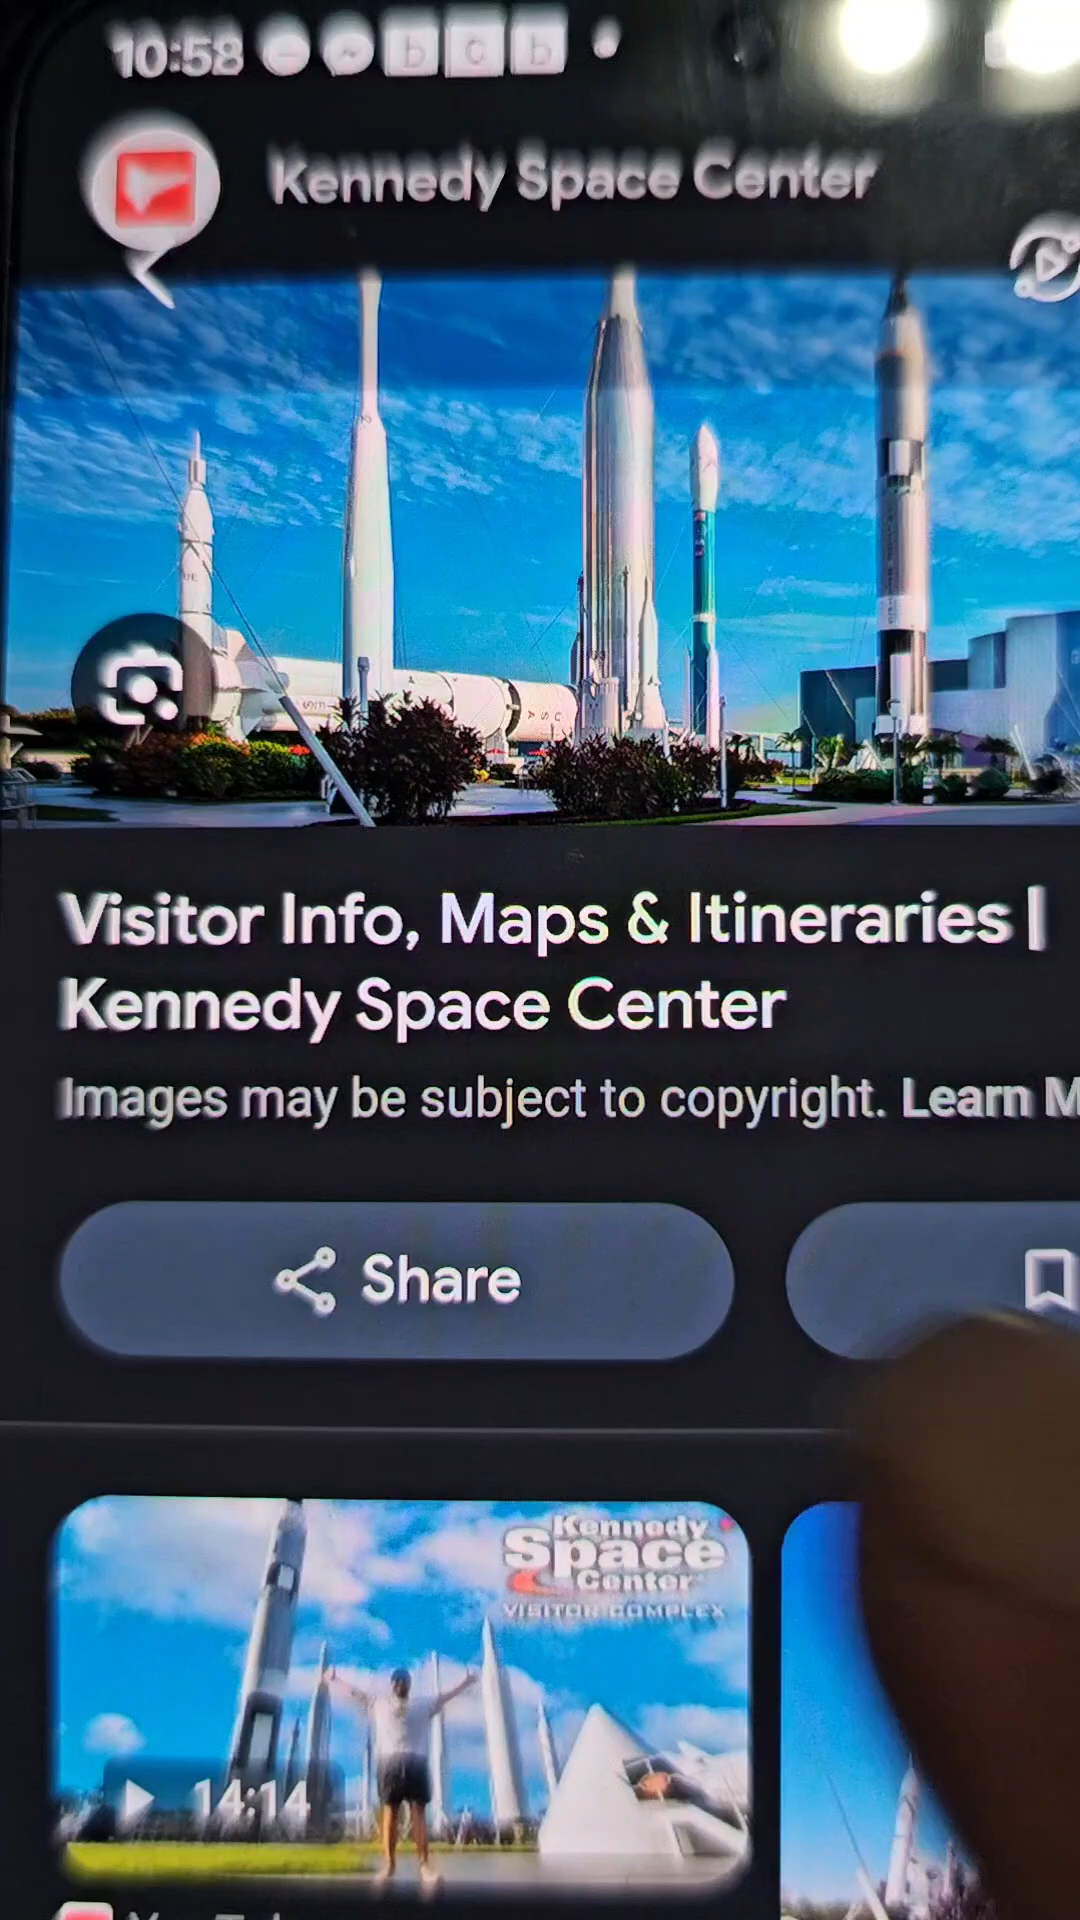 10:58
Kennedy Space Center
Visitor Info, Maps & Itineraries |
Kennedy Space Center
Images may be subject to copyright. Learn M
Share
Kennedy
Space
Center
VISITOR COMPLEX
14:14